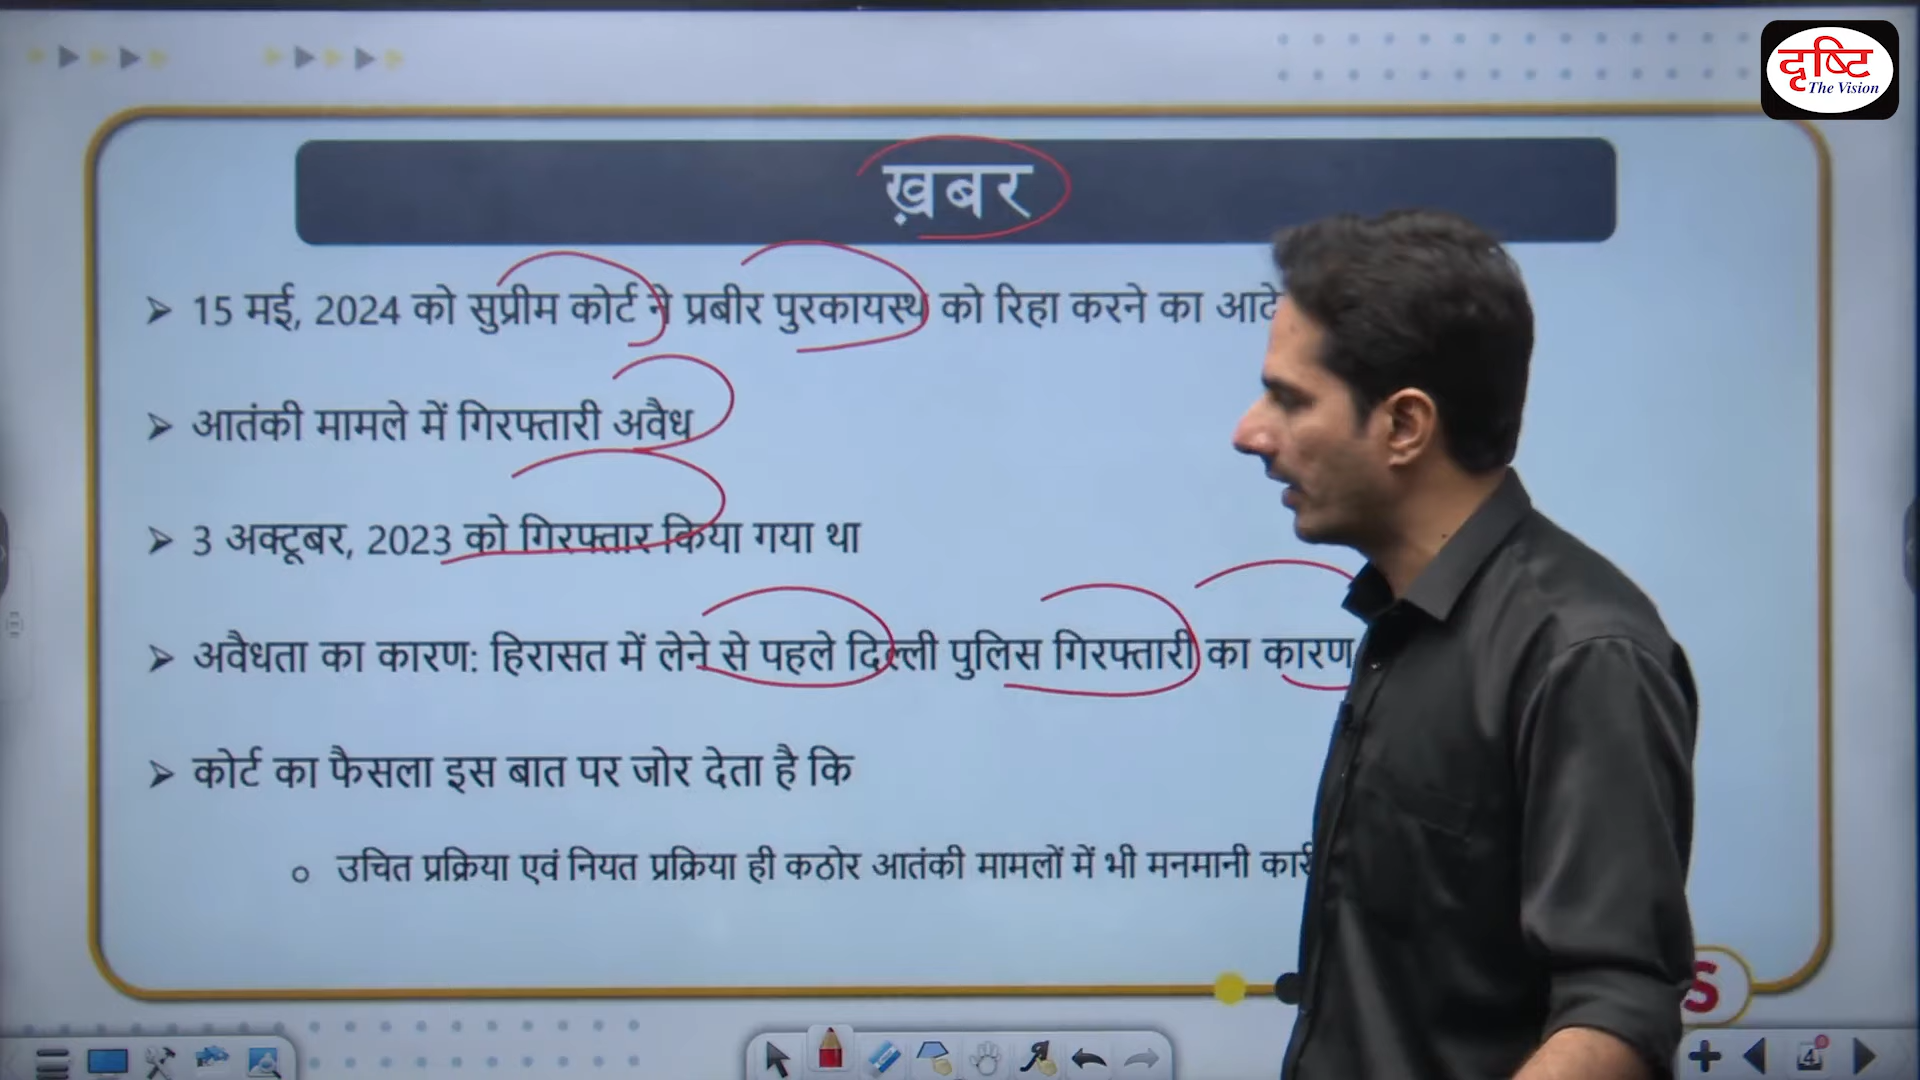 दृष्टि
The Vision
ख़बर
15 मई, 2024 को सुप्रीम कोर्ट ने प्रबीर पुरकायस्थ को रिहा करने का
आतंकी मामले में गिरफ्तारी अवैध
3 अक्टूबर, 2023 को गिरफ्तार किया गया था
अवैधता का कारण: हिरासत में लेने से पहले दिल्ली पुलिस गिरफ्तारी का कारण
कोर्ट का फैसला इस बात पर जोर देता है कि
उचित प्रक्रिया एवं नियत प्रक्रिया ही कठोर आतंकी मामलों में भी मनमानी
S
4